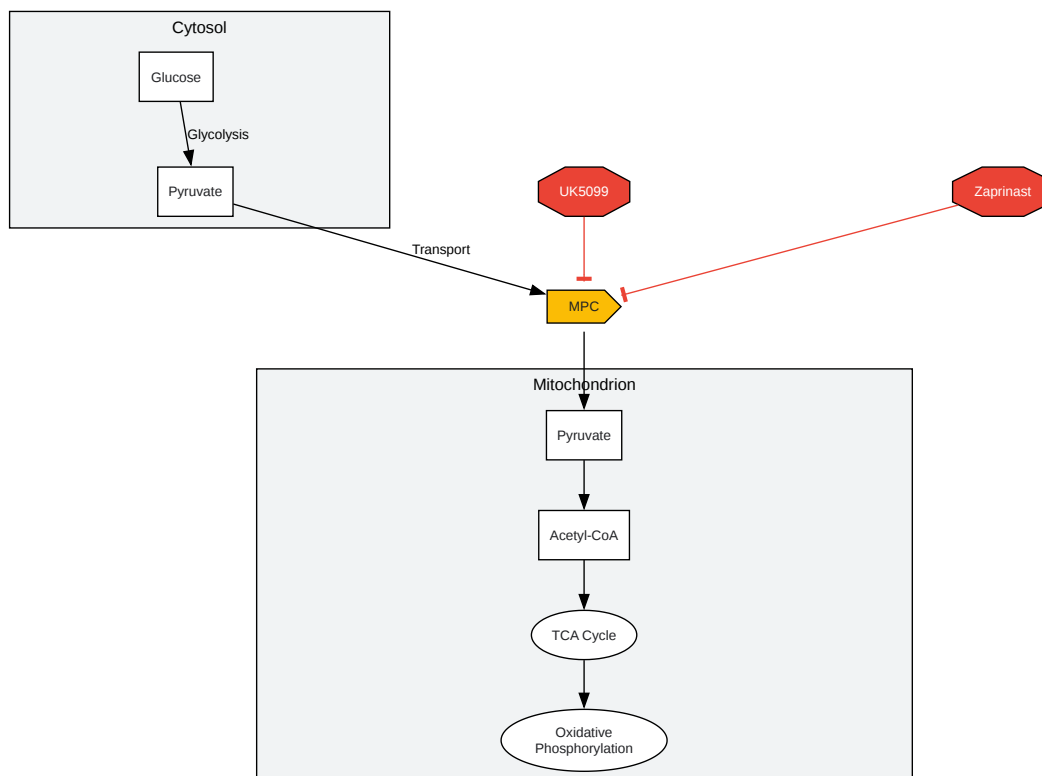 Cytosol
Glucose
Glycolysis
Pyruvate
UK5099
Zaprinast
Transport
MPC
Mitochondrion
Pyruvate
Acetyl-CoA
TCA Cycle
Oxidative
Phosphorylation